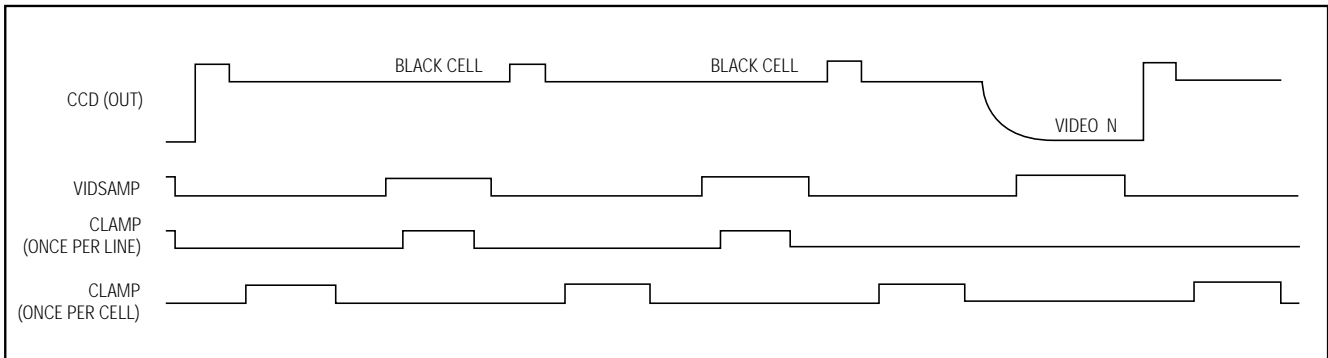 BLACK CELL
BLACK CELL
CCD (OUT)
VIDEO N
VIDSAMP
CLAMP
(ONCE PER LINE)
CLAMP
(ONCE PER CELL)